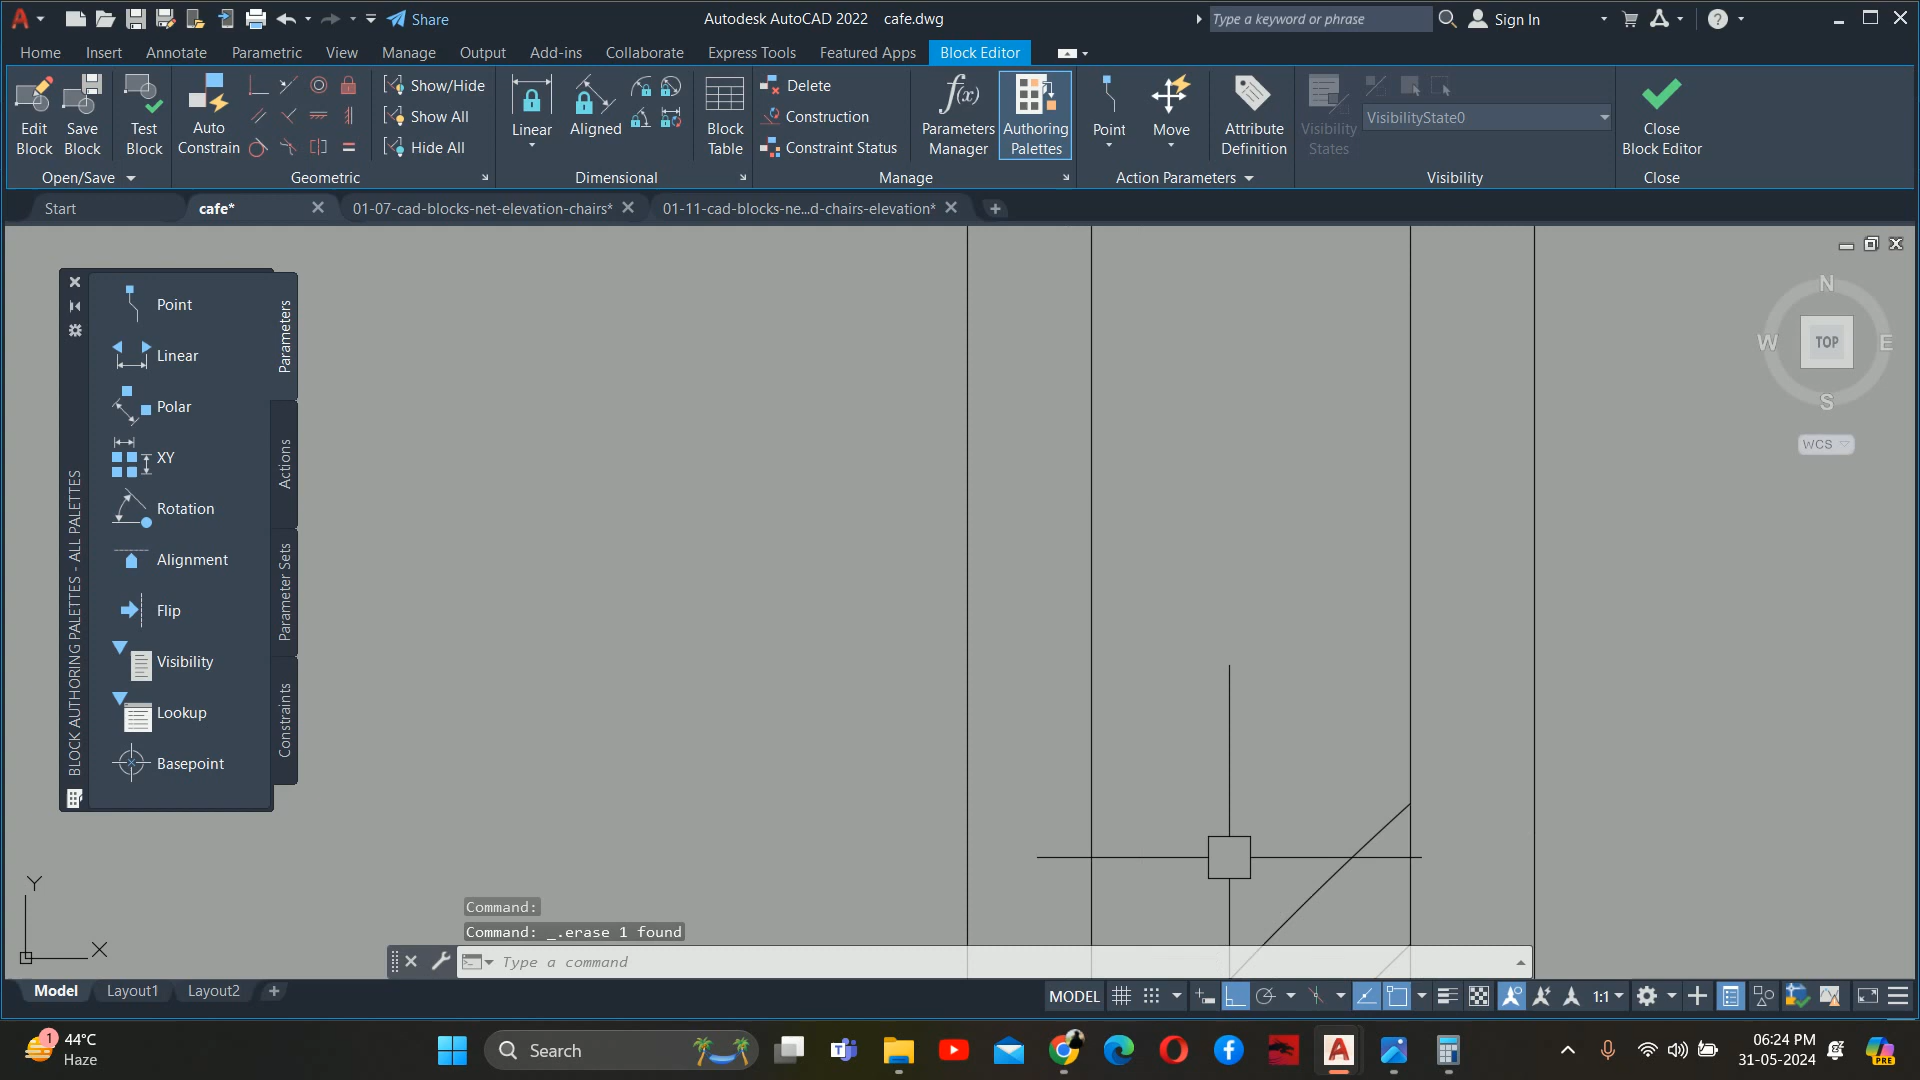 Share
Autodesk AutoCAD 2022 cafe.dwg
Type a keyword or phrase
Sign In
Home
Insert
Annotate
Parametric
View
Manage
Output
Add-ins
Collaborate
Express Tools
Featured Apps
Block Editor
Edit Block
Save Block
Test Block
Auto Constrain
Show/Hide
Show All
Hide All
Linear
Aligned
Block Table
Delete
Construction
Constraint Status
Parameters Manager
Authoring Palettes
Point
Move
Attribute Definition
Visibility States
VisibilityState0
Close Block Editor
Open/Save
Geometric
Dimensional
Manage
Action Parameters
Visibility
Close
Start
cafe*
01-07-cad-blocks-net-elevation-chairs*
01-11-cad-blocks-ne...d-chairs-elevation*
Point
Linear
Polar
XY
Rotation
Alignment
Flip
Visibility
Lookup
Basepoint
Parameters
Actions
Parameter Sets
Constraints
BLOCK AUTHORING PALETTES - ALL PALETTES
N
W
TOP
E
S
WCS
Y
X
Command:
Command: _.erase 1 found
Type a command
Model
Layout1
Layout2
MODEL
1:1
1
44°C
Haze
Search
PRE
06:24 PM
31-05-2024